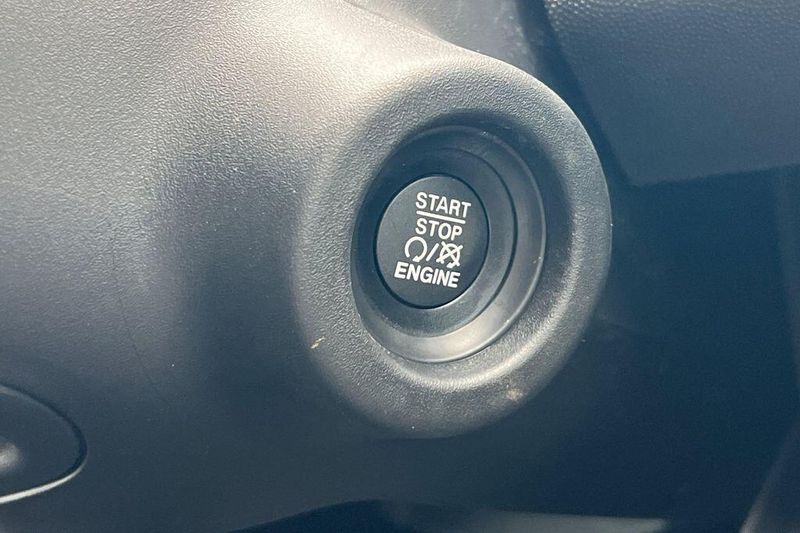 START
STOP
/
ENGINE